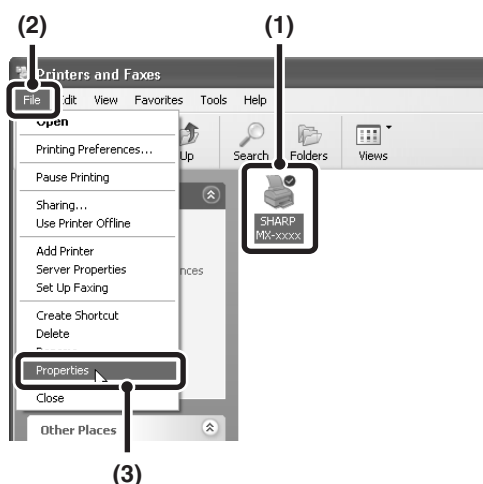 (2) (1)
Printers and Faxes
File Edit View Favorites Tools Help
Open
Printing Preferences...
Up Search Folders Views
Pause Printing
Sharing...
Use Printer Offline
SHARP
MX-xxxx
Add Printer
Server Properties
nces
Set Up Faxing
Create Shortcut
Delete
Rename
Properties
Close
Other Places
(3)